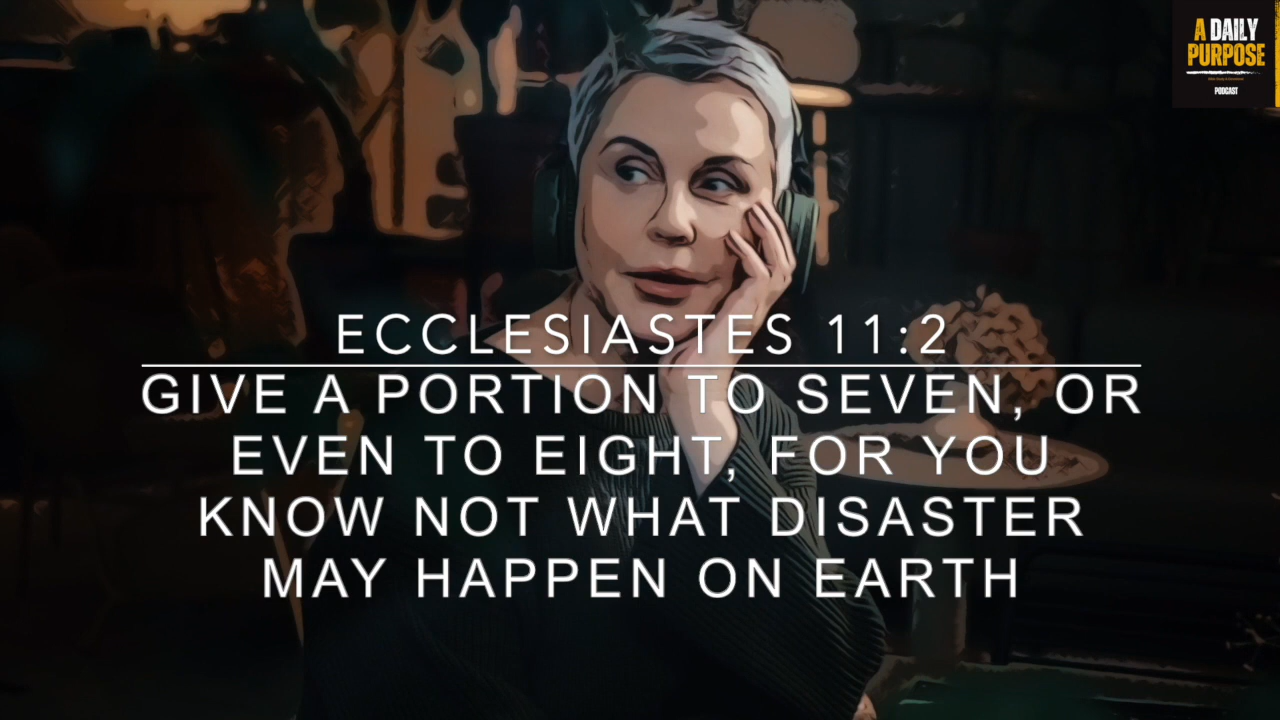 A DAILY
PURPOSE
PODCAST
ECCLESIASTES 11:2
GIVE A PORTION TO SEVEN, OR
EVEN TO EIGHT, FOR YOU
KNOW NOT WHAT DISASTER
MAY HAPPEN ON EARTH